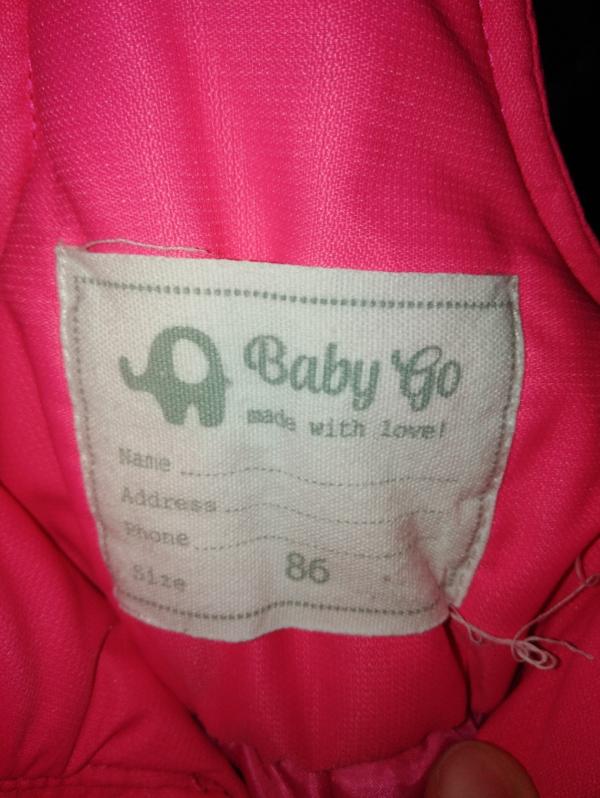 Baby Go
made with love!
Name
Address
Phone
Size 86